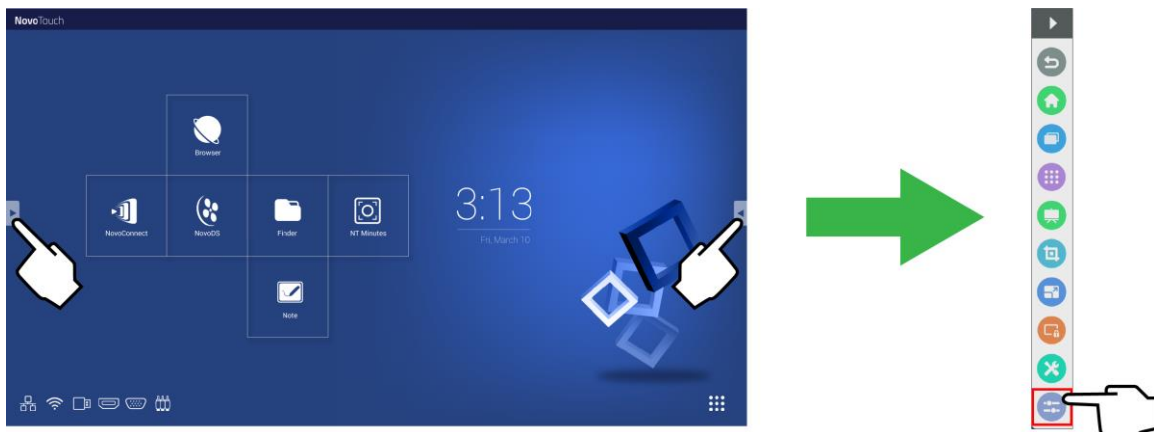 NovoTouch
Browser
NovoConnect
NovoDS
Finder
NT Minutes
3:13
Fri, March 10
Note